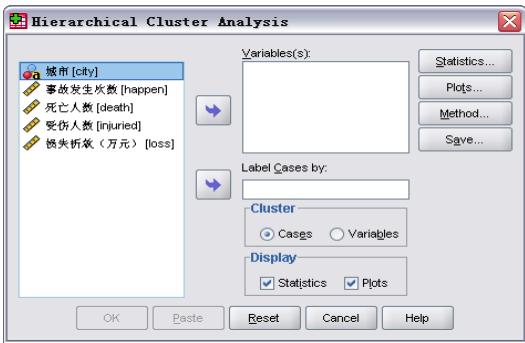 Hierarchical Cluster Analysis
城市 [city]
事故发生次数 [happen]
死亡人数 [death]
受伤人数 [injuried]
损失折款（万元） [loss]
Variables(s):
Label Cases by:
Cluster
Cases
Variables
Display
Statistics
Plots
Statistics...
Plots...
Method...
Save...
OK
Paste
Reset
Cancel
Help